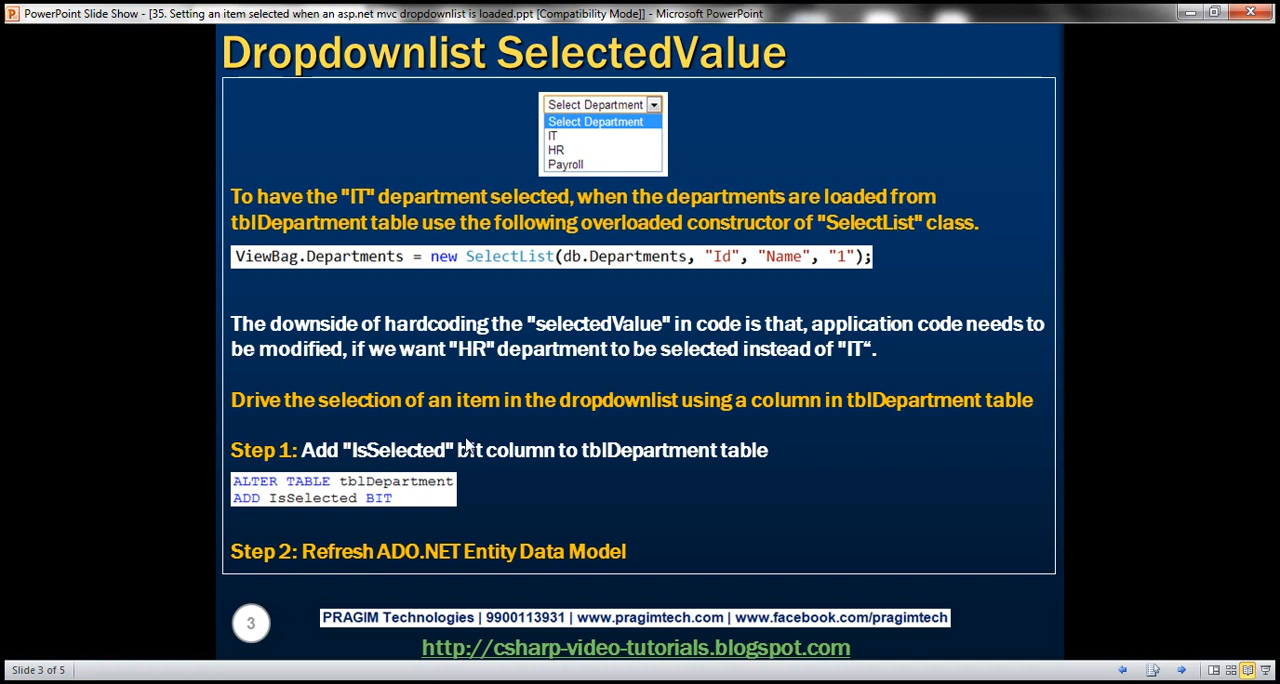 PowerPoint Slide Show - [35. Setting an item selected when an asp.net mvc dropdownlist is loaded.ppt [Compatibility Mode]] - Microsoft PowerPoint
Dropdownlist SelectedValue
Select Department
Select Department
IT
HR
Payroll
To have the "IT" department selected, when the departments are loaded from
tblDepartment table use the following overloaded constructor of "SelectList" class.
ViewBag.Departments = new SelectList(db.Departments, "Id", "Name", "1");
The downside of hardcoding the "selectedValue" in code is that, application code needs to
be modified, if we want "HR" department to be selected instead of "IT“.
Drive the selection of an item in the dropdownlist using a column in tblDepartment table
Step 1: Add "IsSelected" bit column to tblDepartment table
ALTER TABLE tblDepartment
ADD IsSelected BIT
Step 2: Refresh ADO.NET Entity Data Model
3
PRAGIM Technologies | 9900113931 | www.pragimtech.com | www.facebook.com/pragimtech
http://csharp-video-tutorials.blogspot.com
Slide 3 of 5